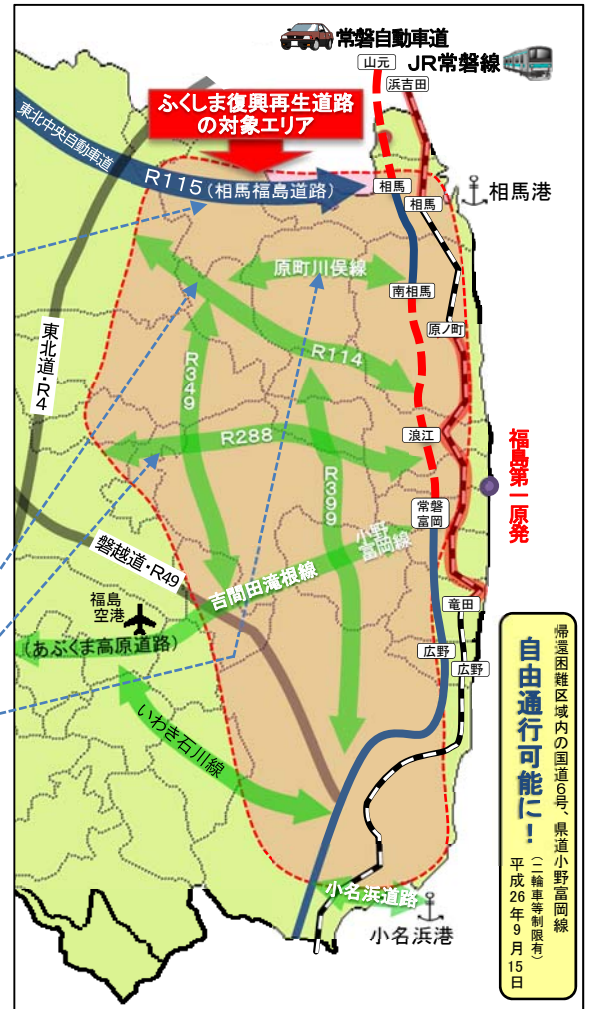 常磐自動車道
JR常磐線
山元
浜吉田
ふくしま復興再生道路
の対象エリア
東北中央自動車道
R115(相馬福島道路)
相馬
相馬
相馬港
原町川俣線
南相馬
原ノ町
東北道・R4
R349
R114
R288
R399
浪江
福島第一原発
常磐
富岡
小野
富岡線
磐越道・R49
吉間田滝根線
福島
空港
(あぶくま高原道路)
竜田
広野
広野
いわき石川線
小名浜道路
小名浜港
帰還困難区域内の国道6号、県道小野富岡線
自由通行可能に!
(二輪車等制限有)
平成26年9月15日